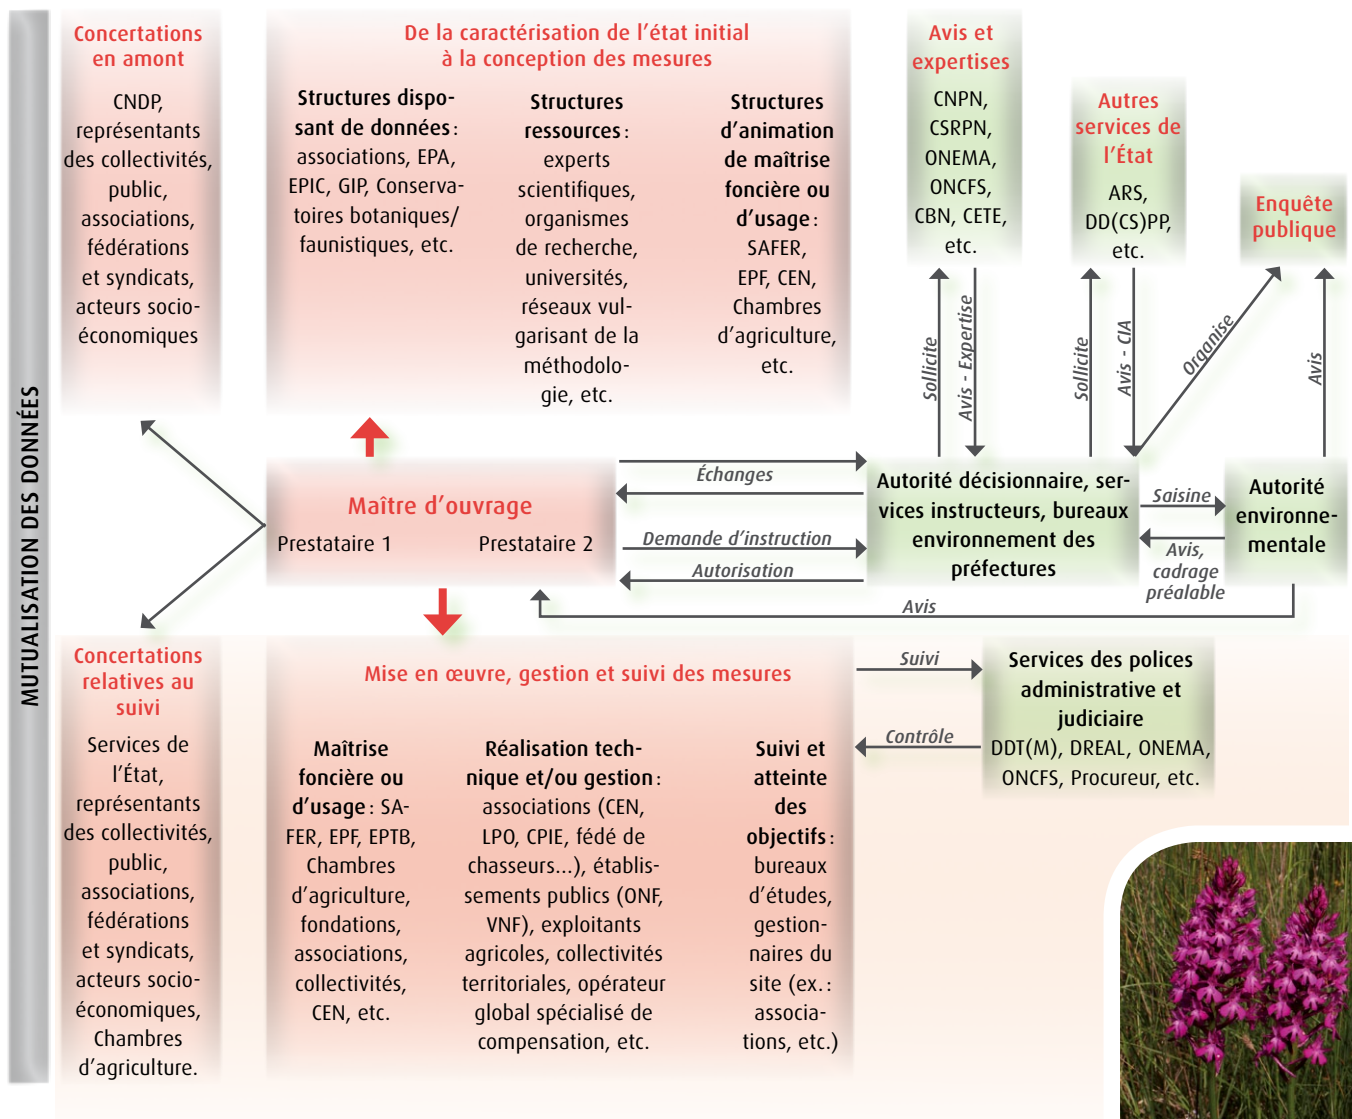 MUTUALISATION DES DONNÉES
Concertations
en amont
CNDP,
représentants
des collectivités,
public,
associations,
fédérations
et syndicats,
acteurs socio-
économiques
De la caractérisation de l'état initial
à la conception des mesures
Structures dispo-
sant de données :
associations, EPA,
EPIC, GIP, Conserva-
toires botaniques/
faunistiques, etc.
Structures
ressources :
experts
scientifiques,
organismes
de recherche,
universités,
réseaux vul-
garisant de la
méthodolo-
gie, etc.
Structures
d'animation
de maîtrise
foncière ou
d'usage :
SAFER,
EPF, CEN,
Chambres
d'agriculture,
etc.
Avis et
expertises
CNPN,
CSRPN,
ONEMA,
ONCFS,
CBN, CETE,
etc.
Autres
services de
l'État
ARS,
DD(CS)PP,
etc.
Enquête
publique
Sollicite
Avis - Expertise
Sollicite
Avis - CIA
Organise
Avis
Maître d'ouvrage
Prestataire 1
Prestataire 2
Échanges
Demande d'instruction
Autorisation
Avis
Autorité décisionnaire, ser-
vices instructeurs, bureaux
environnement des
préfectures
Saisine
Avis,
cadrage
préalable
Autorité
environne-
mentale
Concertations
relatives au
suivi
Services de
l'État,
représentants
des collectivités,
public,
associations,
fédérations
et syndicats,
acteurs socio-
économiques,
Chambres
d'agriculture.
Mise en œuvre, gestion et suivi des mesures
Maîtrise
foncière ou
d'usage : SA-
FER, EPF, EPTB,
Chambres
d'agriculture,
fondations,
associations,
collectivités,
CEN, etc.
Réalisation tech-
nique et/ou gestion :
associations (CEN,
LPO, CPIE, fédé de
chasseurs...), établis-
sements publics (ONF,
VNF), exploitants
agricoles, collectivités
territoriales, opérateur
global spécialisé de
compensation, etc.
Suivi et
atteinte
des
objectifs :
bureaux
d'études,
gestion-
naires du
site (ex. :
associa-
tions, etc.)
Suivi
Contrôle
Services des polices
administrative et
judiciaire
DDT(M), DREAL, ONEMA,
ONCFS, Procureur, etc.